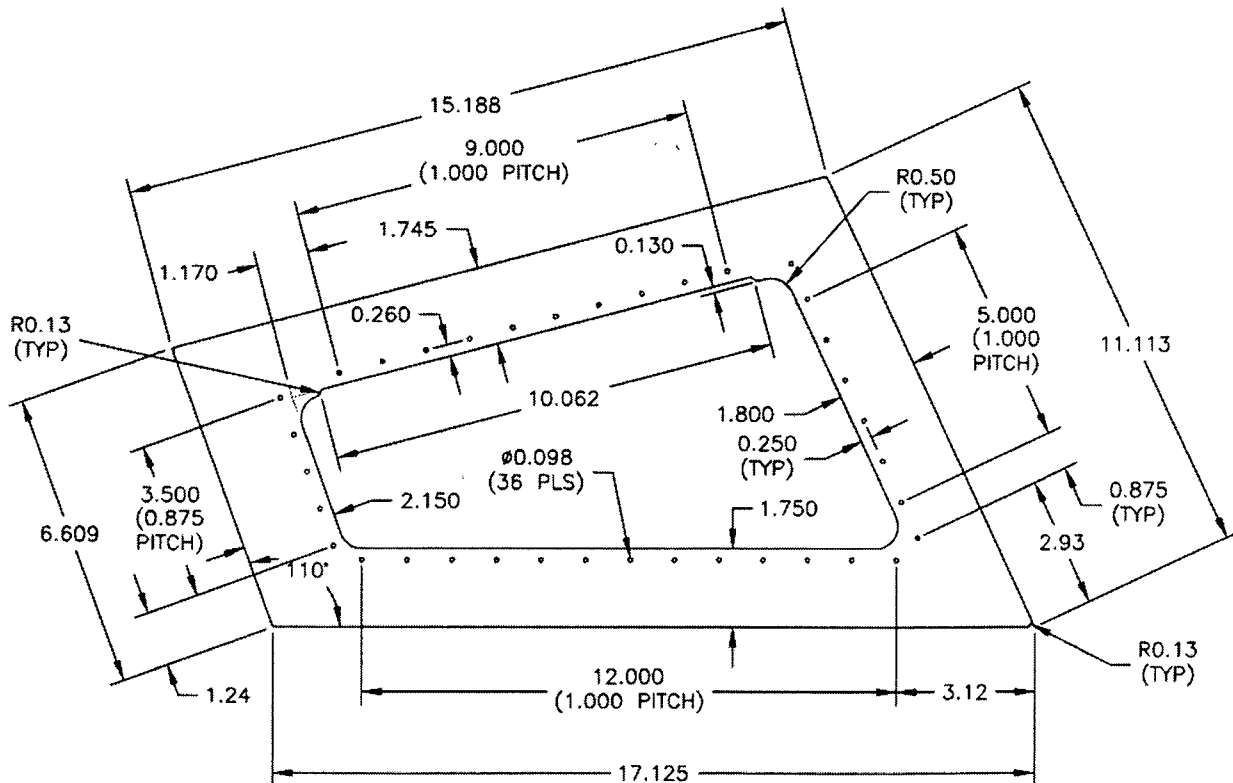 15.188
9.000
(1.000 PITCH)
R0.50
(TYP)
1.745
0.130
1.170
0.260
R0.13
(TYP)
5.000
(1.000
PITCH)
11.113
10.062
1.800
0.250
(TYP)
ø0.098
(36 PLS)
3.500
(0.875
PITCH)
6.609
2.150
1.750
0.875
(TYP)
2.93
110°
R0.13
(TYP)
1.24
12.000
(1.000 PITCH)
3.12
17.125